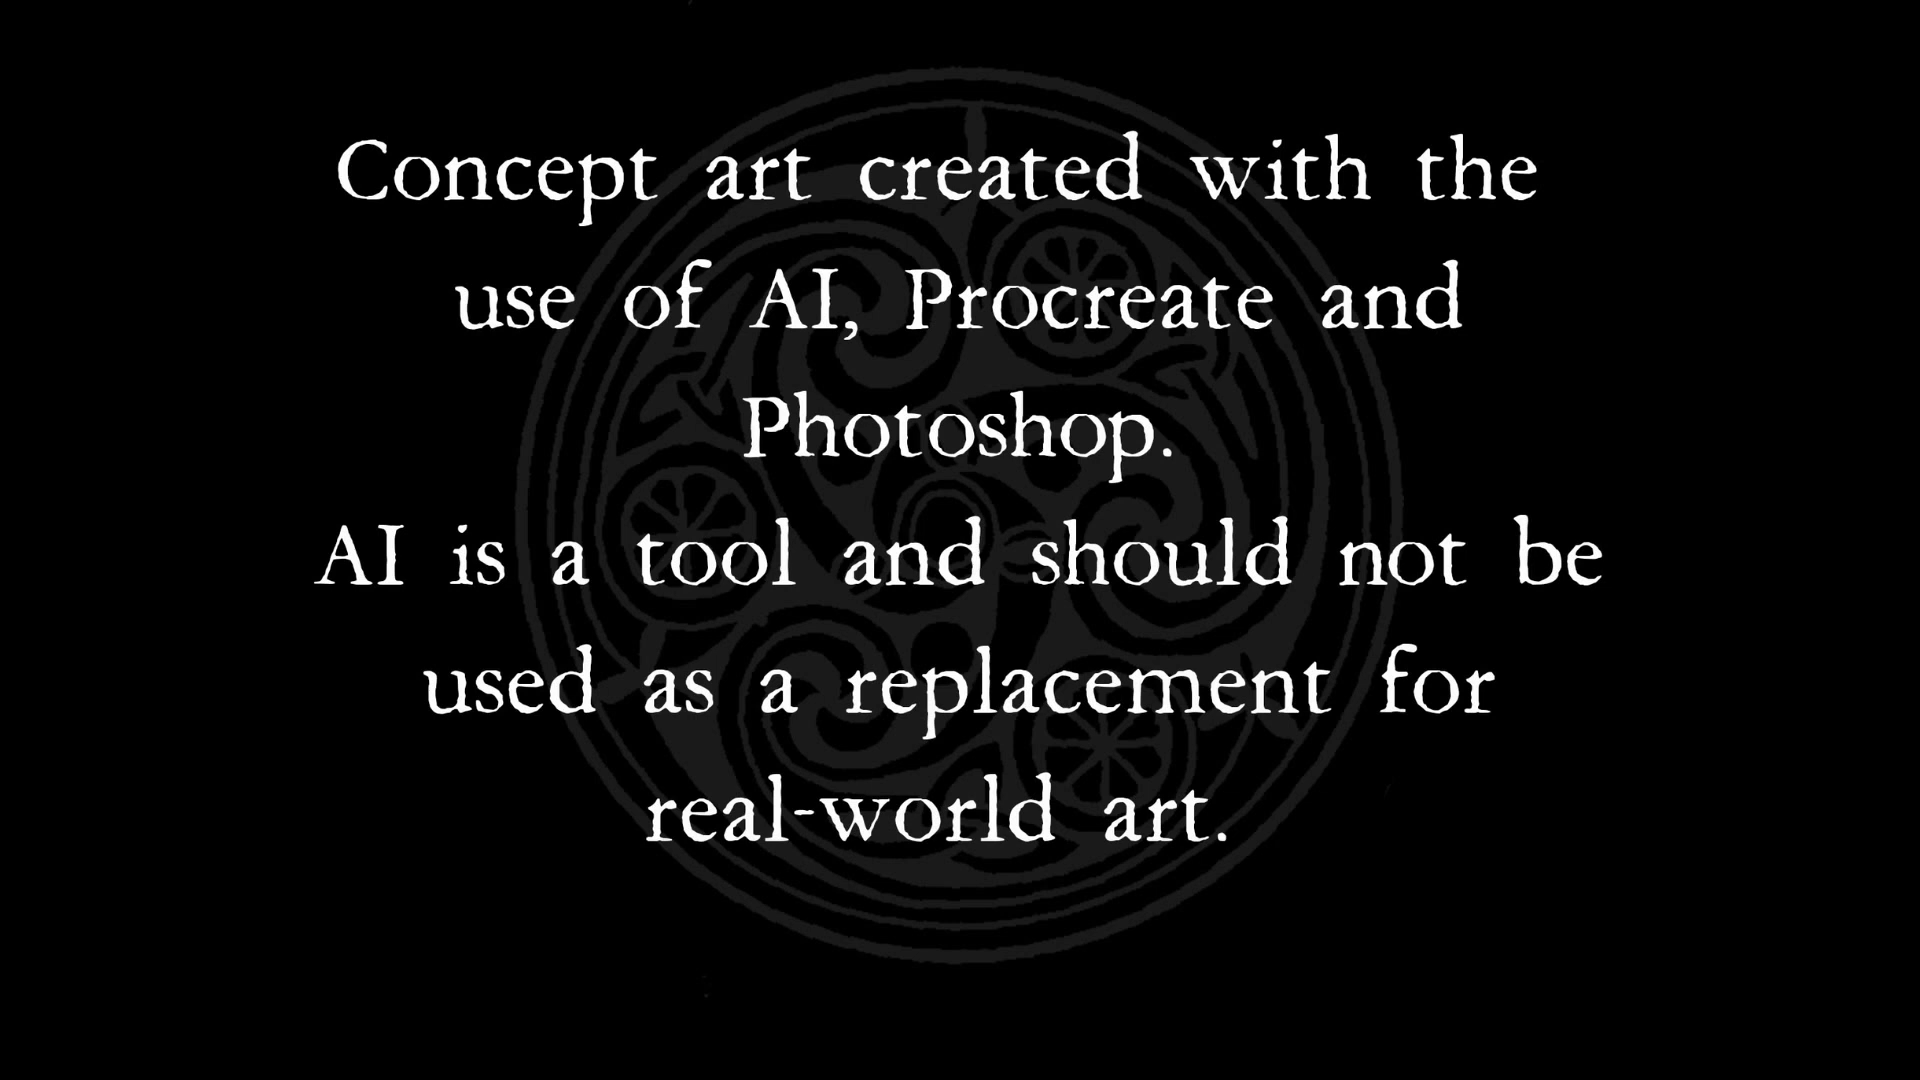 Concept art created with the
use of AI, Procreate and
Photoshop.
AI is a tool and should not be
used as a replacement for
real-world art.